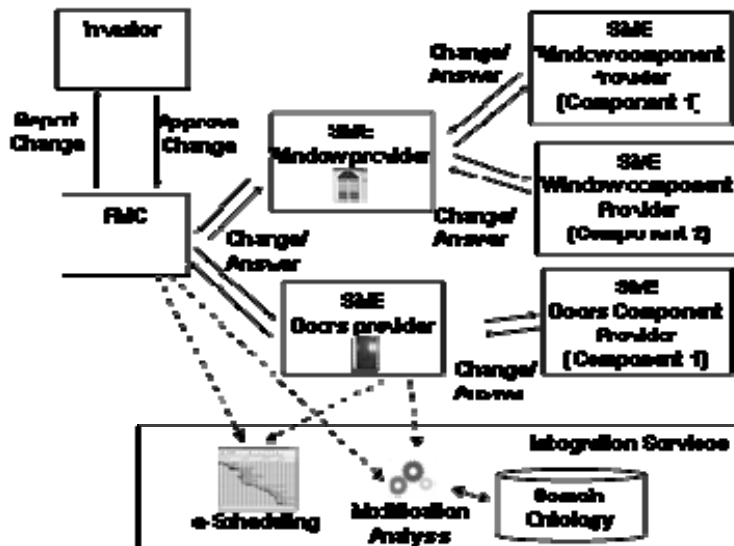 Investor
Report
Change
Approve
Change
SME
Window provider
Change/
Answer
SME
Window component
Provider
(Component 1)
SME
Window component
Provider
(Component 2)
Change/
Answer
Change/
Answer
SME
Doors provider
SME
Doors Component
Provider
(Component 1)
Change/
Answer
Integration Services
e-Scheduling
Modification
Analysis
Domain
Ontology